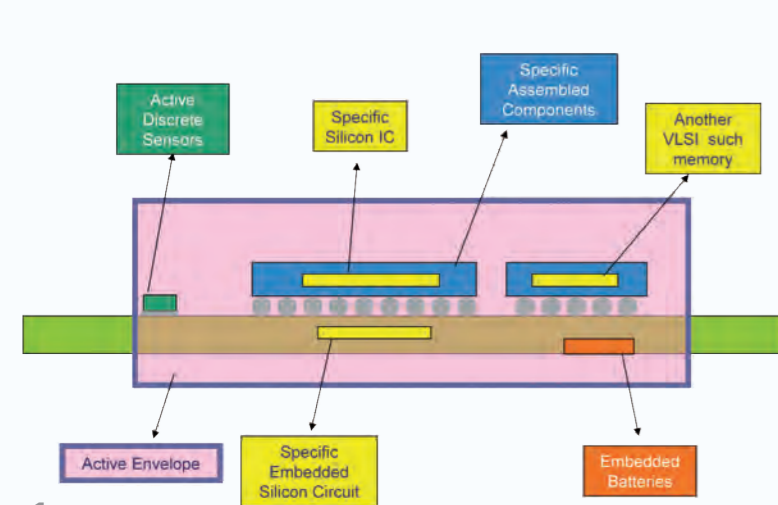 Active
Discrete
Sensors
Specific
Silicon IC
Specific
Assembled
Components
Another
VLSI such
memory
Active Envelope
Specific
Embedded
Silicon Circuit
Embedded
Batteries